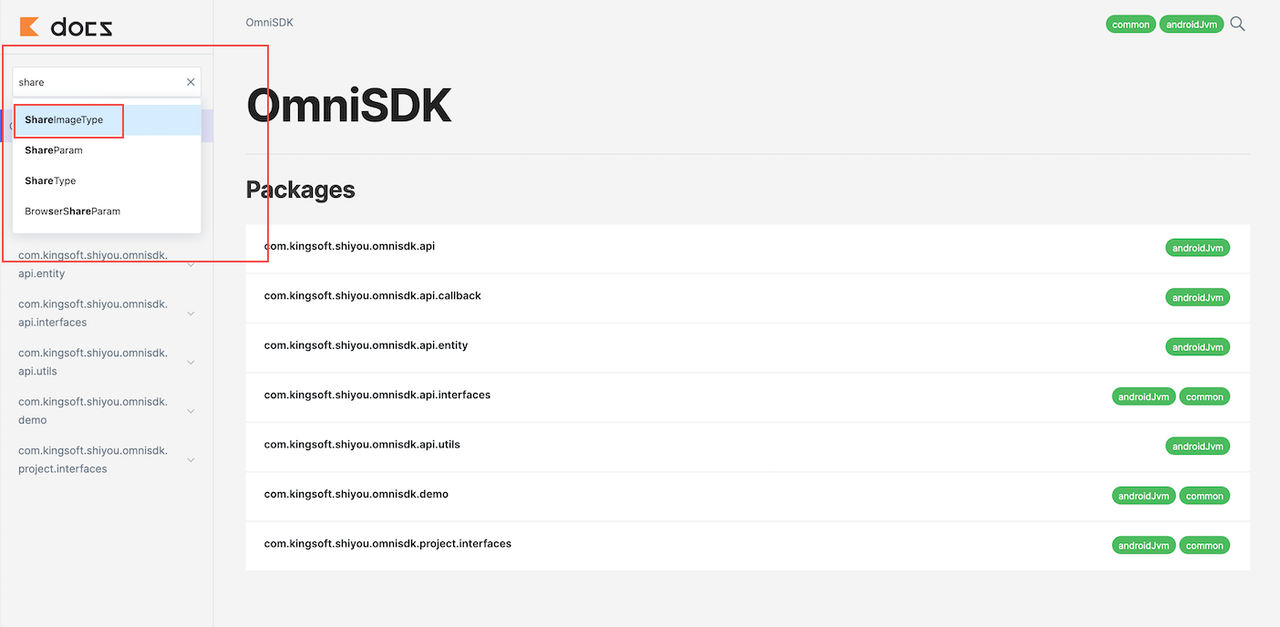 docs
OmniSDK
common
androidJvm
share
ShareImageType
ShareParam
ShareType
BrowserShareParam
com.kingsoft.shiyou.omnisdk.
api.entity
com.kingsoft.shiyou.omnisdk.
api.interfaces
com.kingsoft.shiyou.omnisdk.
api.utils
com.kingsoft.shiyou.omnisdk.
demo
com.kingsoft.shiyou.omnisdk.
project.interfaces
OmniSDK
Packages
com.kingsoft.shiyou.omnisdk.api androidJvm
com.kingsoft.shiyou.omnisdk.api.callback androidJvm
com.kingsoft.shiyou.omnisdk.api.entity androidJvm
com.kingsoft.shiyou.omnisdk.api.interfaces androidJvm common
com.kingsoft.shiyou.omnisdk.api.utils androidJvm
com.kingsoft.shiyou.omnisdk.demo androidJvm common
com.kingsoft.shiyou.omnisdk.project.interfaces androidJvm common